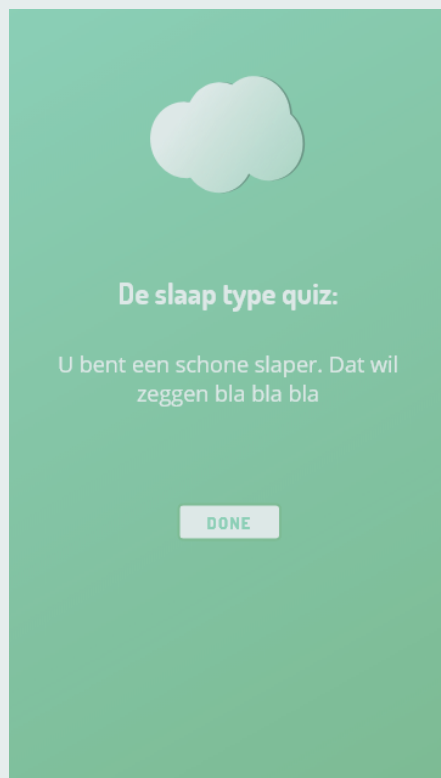 De slaap type quiz:
U bent een schone slaper. Dat wil
zeggen bla bla bla
DONE